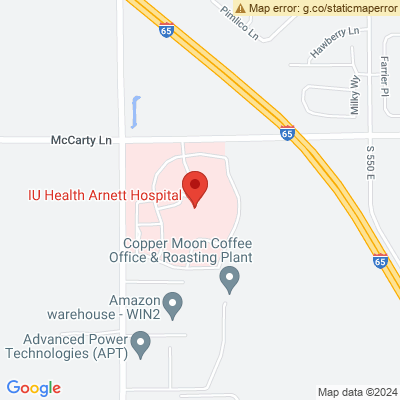 Map error: g.co/staticmaperror
Pimlico Ln
Hawberry Ln
65
Milky Wy
Farrier Pl
McCarty Ln
65
S 550 E
IU Health Arnett Hospital
Copper Moon Coffee
Office & Roasting Plant
65
Amazon
warehouse - WIN2
Advanced Power
Technologies (APT)
Google
Map data ©2024